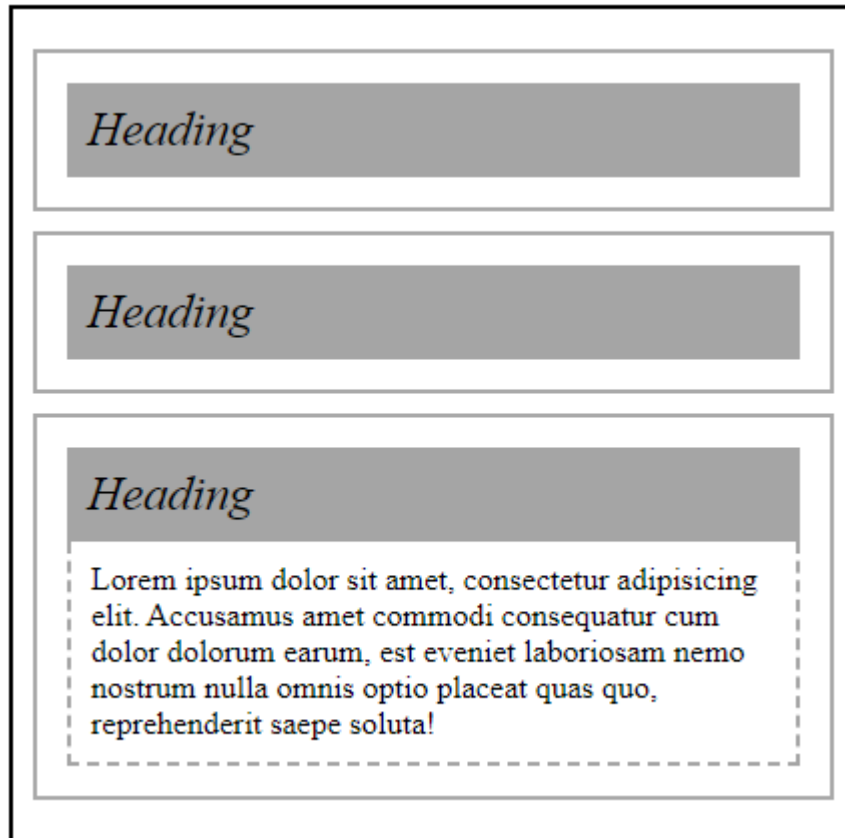 Heading
Heading
Heading
Lorem ipsum dolor sit amet, consectetur adipisicing
elit. Accusamus amet commodi consequatur cum
dolor dolorum earum, est eveniet laboriosam nemo
nostrum nulla omnis optio placeat quas quo,
reprehenderit saepe soluta!